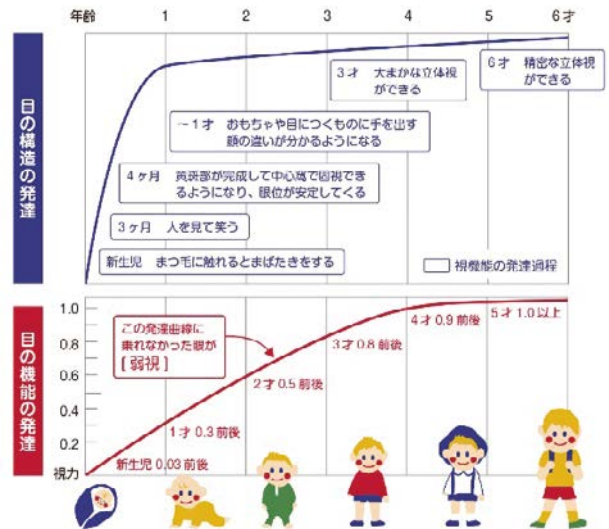 年齢 1 2 3 4 5 6才
目の構造の発達
6才 精密な立体視
ができる
3才 大まかな立体視
ができる
～1才 おもちゃや目につくものに手を出す
顔の違いが分かるようになる
4ヶ月 黄斑部が完成して中心窩で固視でき
るようになり、眼位が安定してくる
3ヶ月 人を見て笑う
新生児 まつ毛に触れるとまばたきをする
視機能の発達過程
目の機能の発達
1.0
0.8
0.6
0.4
0.2
視力
この発達曲線に
乗れなかった眼が
[弱視]
5才 1.0以上
4才 0.9前後
3才 0.8前後
2才 0.5前後
1才 0.3前後
新生児 0.03前後